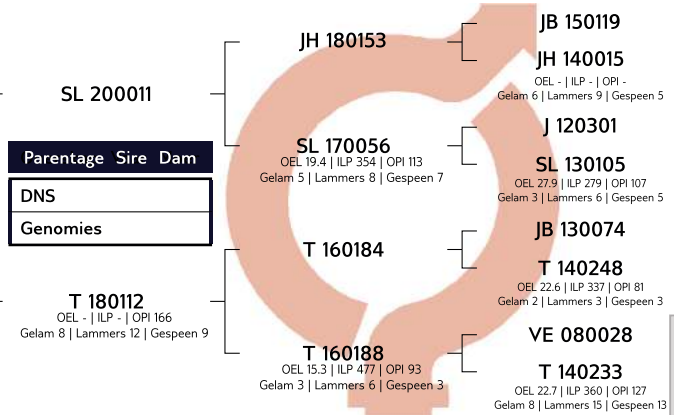 JB 150119
JH 180153
JH 140015
OEL - | ILP - | OPI -
Gelam 6 | Lammers 9 | Gespeen 5
SL 200011
J 120301
SL 170056
OEL 19.4 | ILP 354 | OPI 113
Gelam 5 | Lammers 8 | Gespeen 7
SL 130105
OEL 27.9 | ILP 279 | OPI 107
Gelam 3 | Lammers 6 | Gespeen 5
Parentage Sire Dam
DNS
Genomies
JB 130074
T 160184
T 140248
OEL 22.6 | ILP 337 | OPI 81
Gelam 2 | Lammers 3 | Gespeen 3
T 180112
OEL - | ILP - | OPI 166
Gelam 8 | Lammers 12 | Gespeen 9
VE 080028
T 160188
OEL 15.3 | ILP 477 | OPI 93
Gelam 3 | Lammers 6 | Gespeen 3
T 140233
OEL 22.7 | ILP 360 | OPI 127
Gelam 8 | Lammers 15 | Gespeen 13